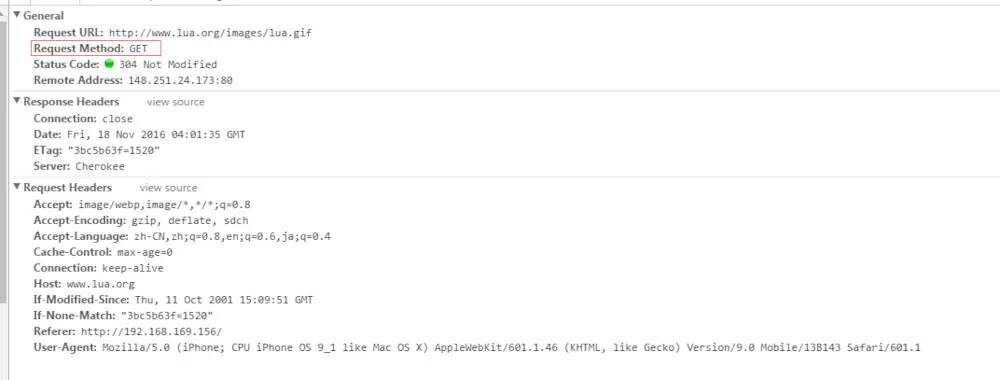 General
Request URL: http://www.lua.org/images/lua.gif
Request Method: GET
Status Code: 304 Not Modified
Remote Address: 148.251.24.173:80
Response Headers view source
Connection: close
Date: Fri, 18 Nov 2016 04:01:35 GMT
ETag: "3bc5b63f=1520"
Server: Cherokee
Request Headers view source
Accept: image/webp,image/*,*/*;q=0.8
Accept-Encoding: gzip, deflate, sdch
Accept-Language: zh-CN,zh;q=0.8,en;q=0.6,ja;q=0.4
Cache-Control: max-age=0
Connection: keep-alive
Host: www.lua.org
If-Modified-Since: Thu, 11 Oct 2001 15:09:51 GMT
If-None-Match: "3bc5b63f=1520"
Referer: http://192.168.169.156/
User-Agent: Mozilla/5.0 (iPhone; CPU iPhone OS 9_1 like Mac OS X) AppleWebKit/601.1.46 (KHTML, like Gecko) Version/9.0 Mobile/138143 Safari/601.1